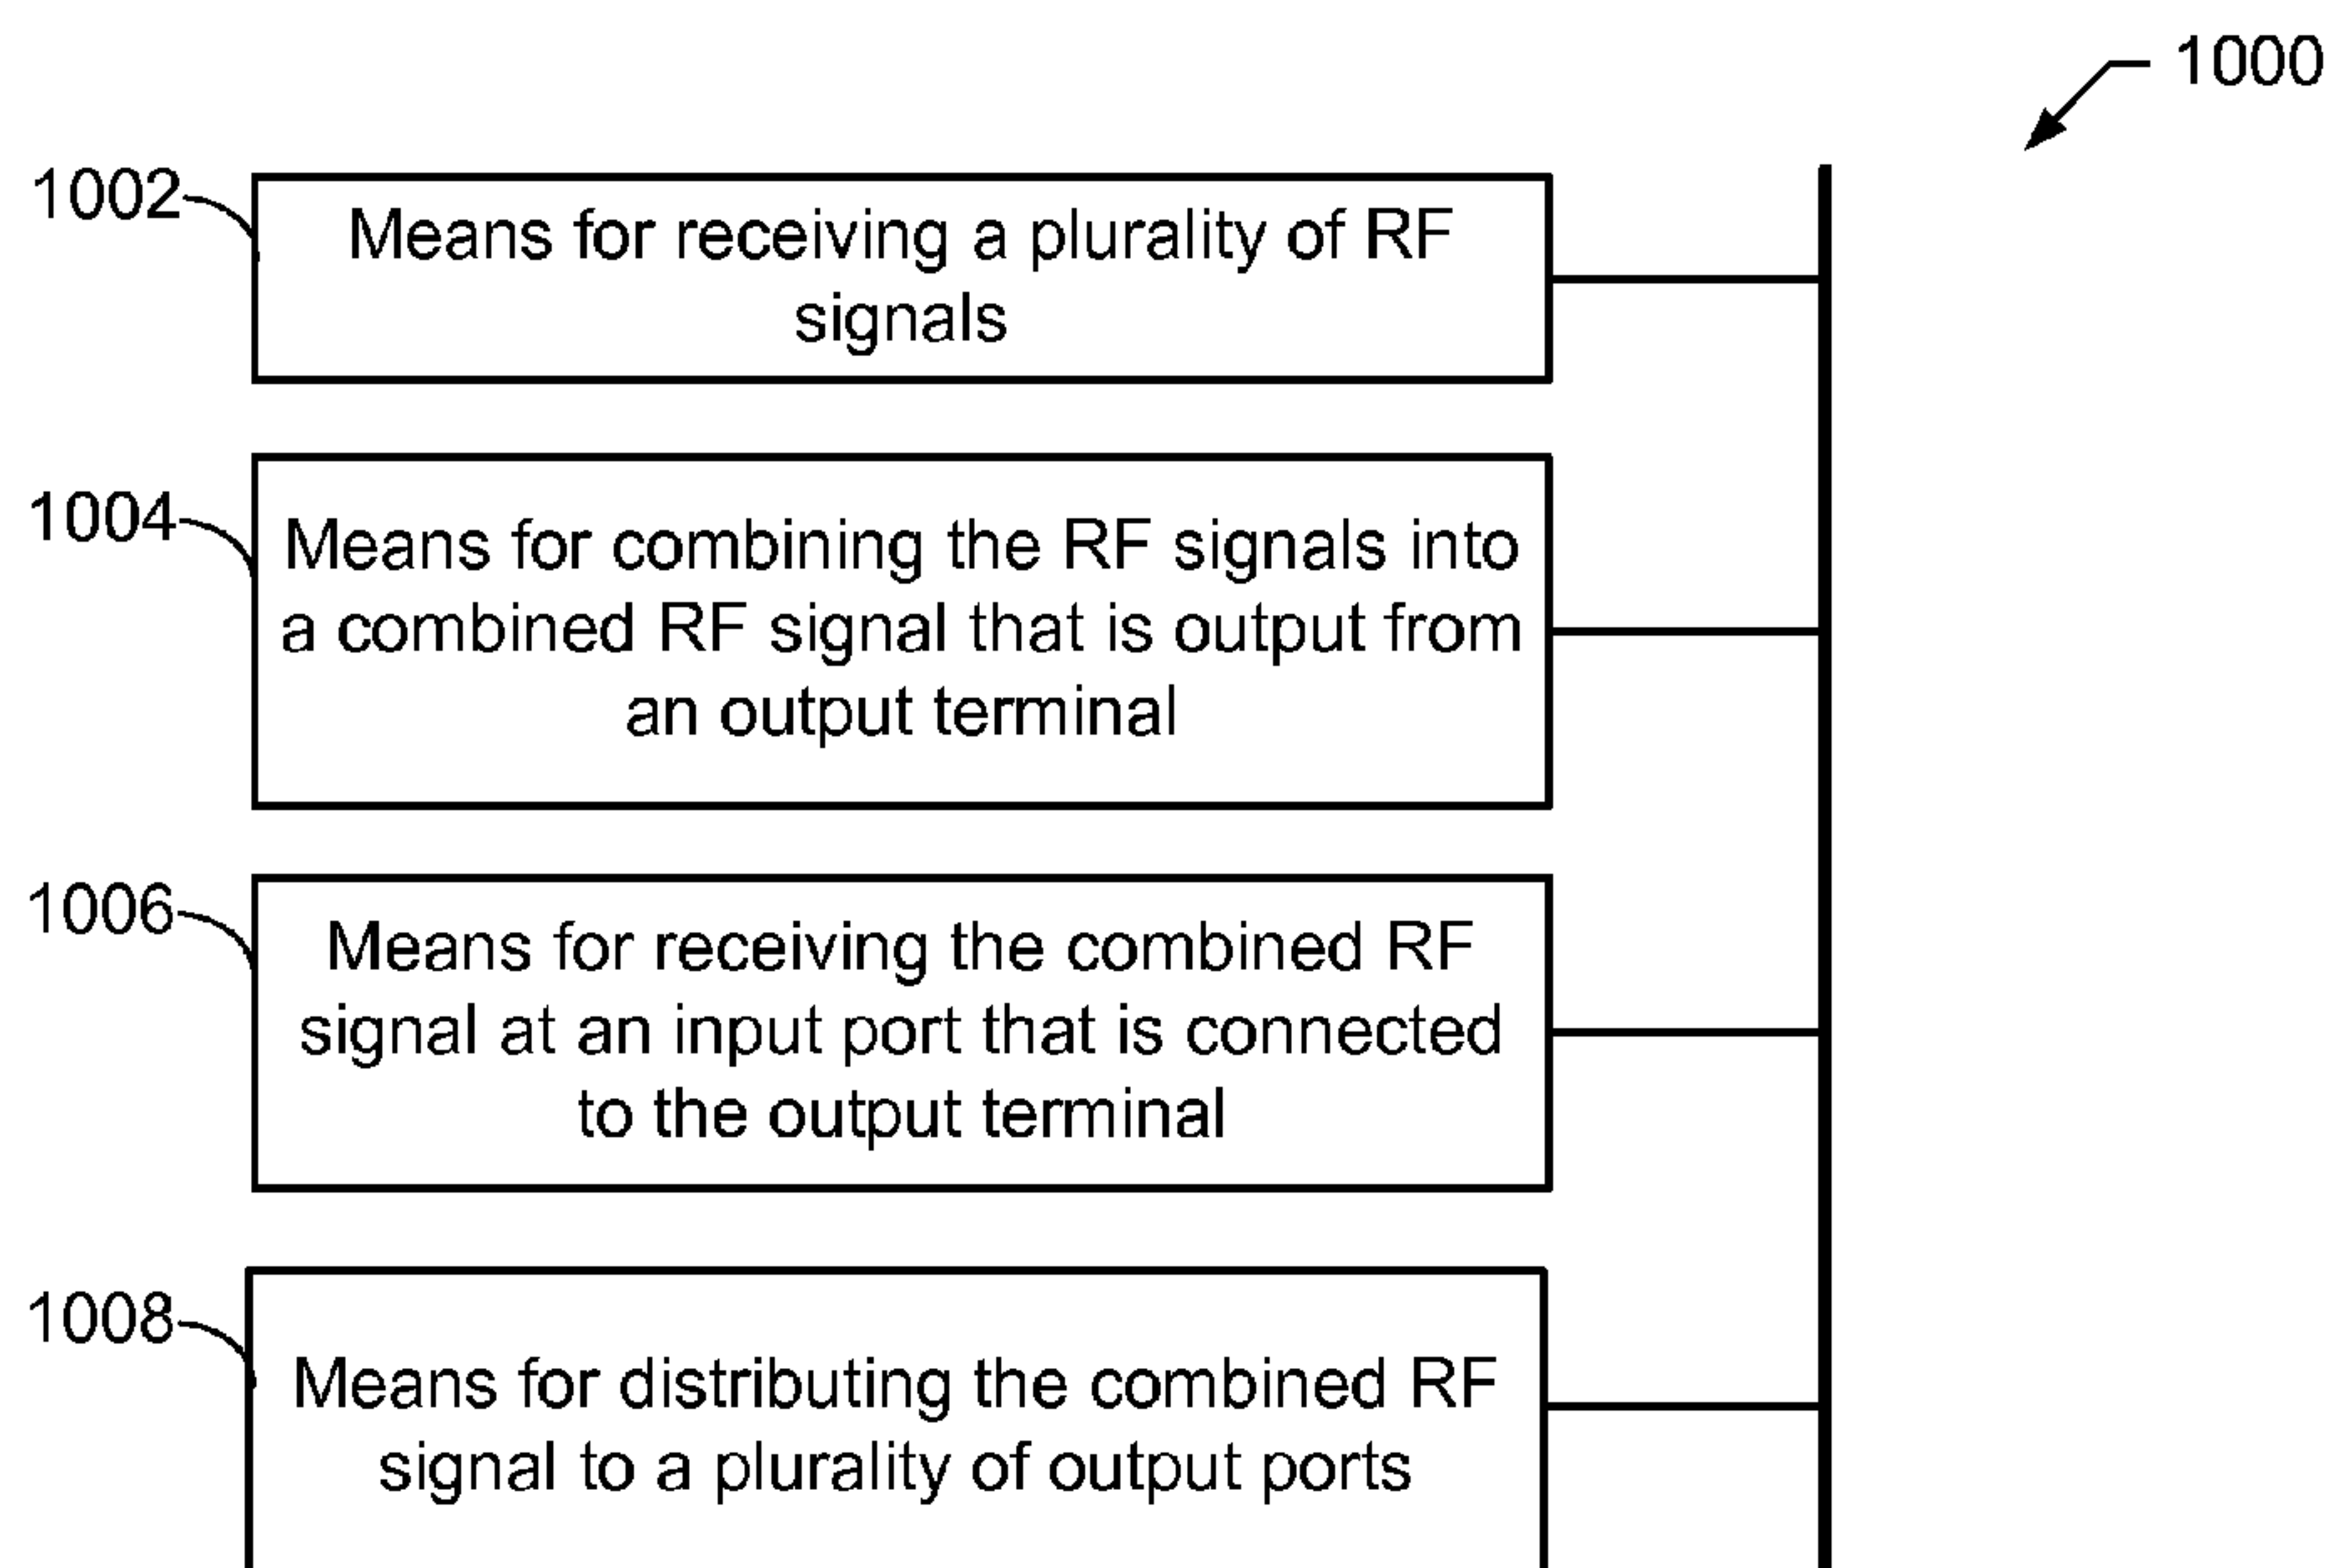 1000
1002
Means for receiving a plurality of RF
signals
1004
Means for combining the RF signals into
a combined RF signal that is output from
an output terminal
1006
Means for receiving the combined RF
signal at an input port that is connected
to the output terminal
1008
Means for distributing the combined RF
signal to a plurality of output ports